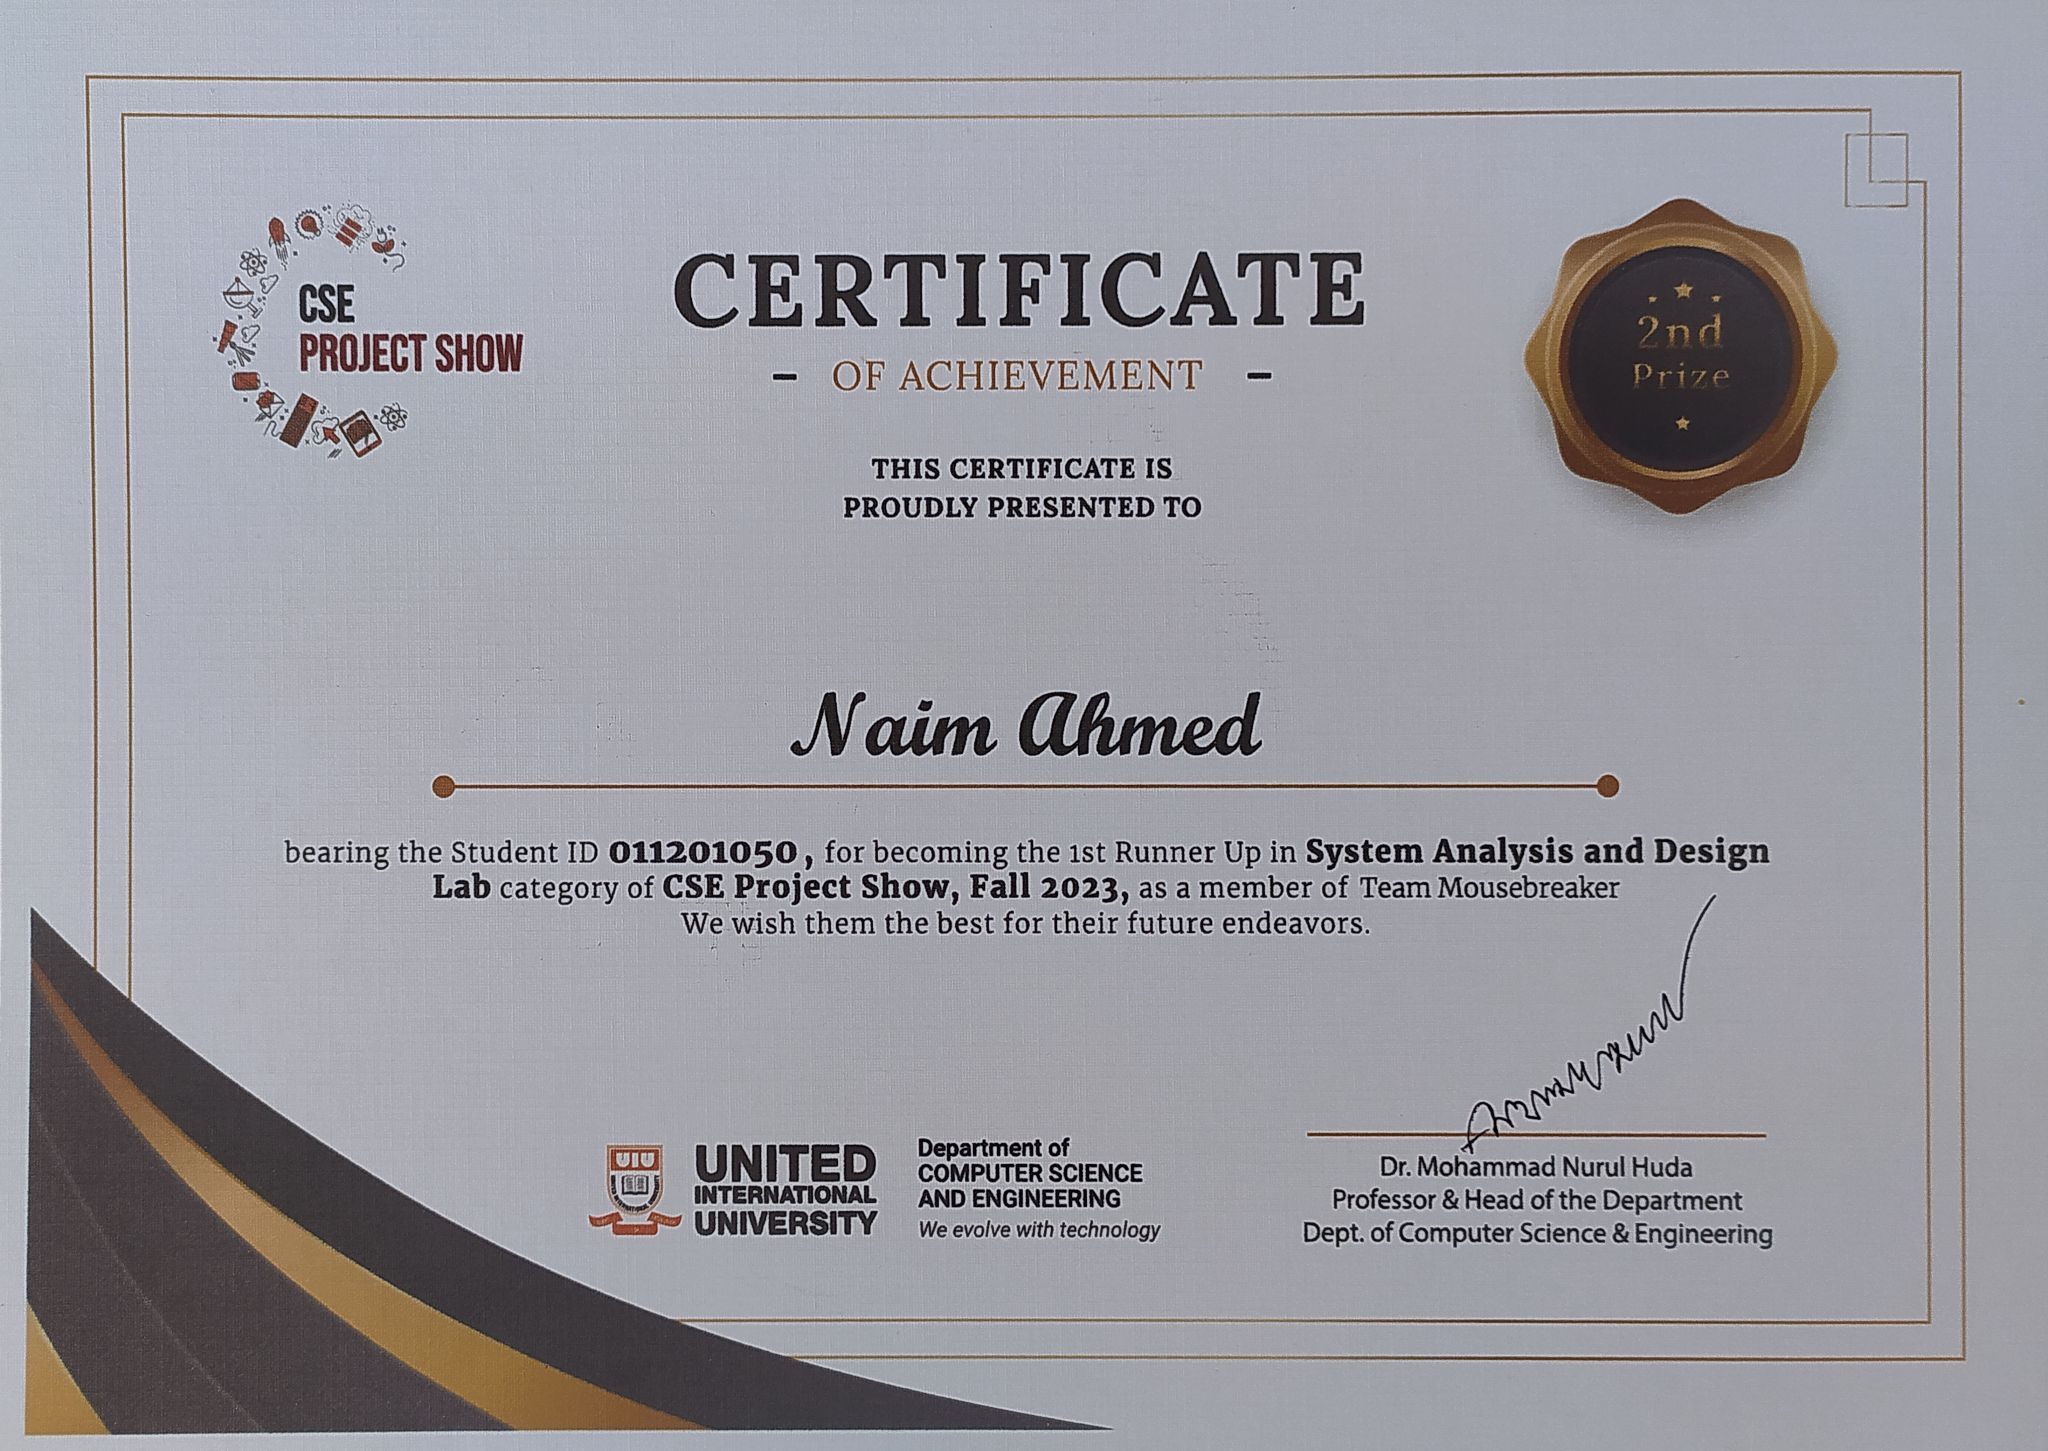 CSE
PROJECT SHOW
CERTIFICATE
- OF ACHIEVEMENT -
2nd
Prize
THIS CERTIFICATE IS
PROUDLY PRESENTED TO
Naim Ahmed
bearing the Student ID 011201050, for becoming the 1st Runner Up in System Analysis and Design
Lab category of CSE Project Show, Fall 2023, as a member of Team Mousebreaker
We wish them the best for their future endeavors.
UIU
UNITED
INTERNATIONAL
UNIVERSITY
Department of
COMPUTER SCIENCE
AND ENGINEERING
We evolve with technology
Dr. Mohammad Nurul Huda
Professor & Head of the Department
Dept. of Computer Science & Engineering